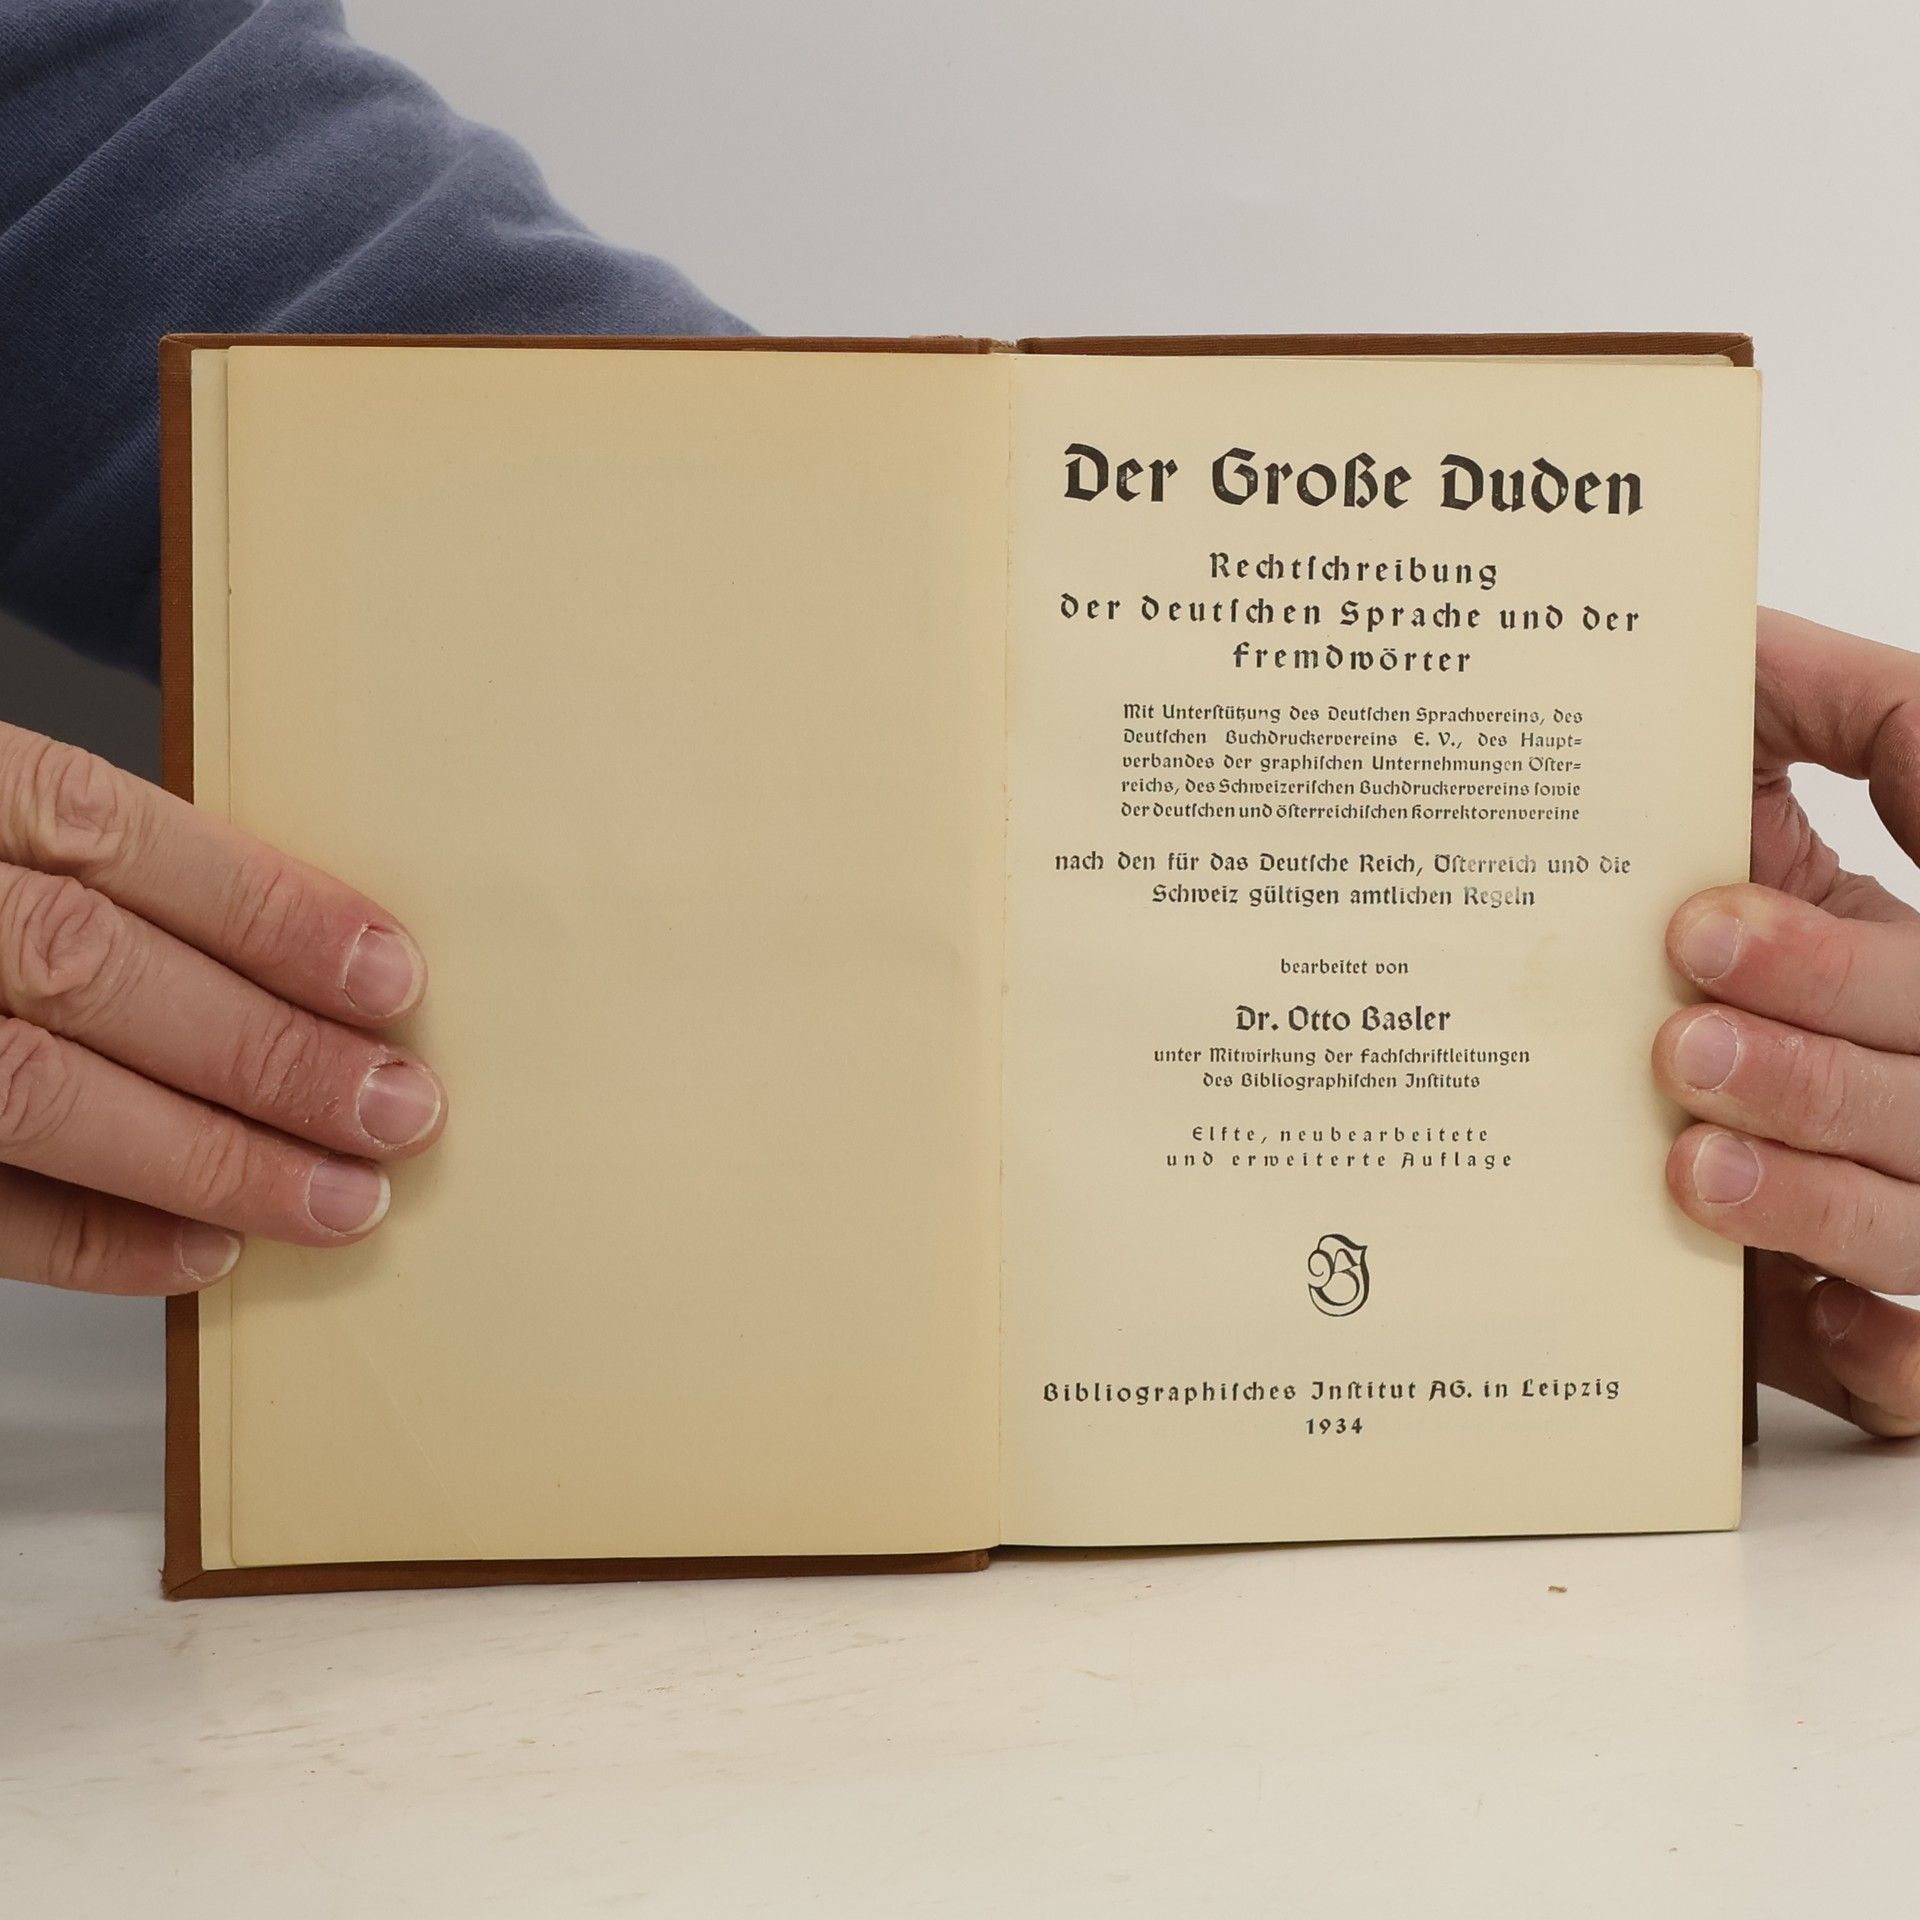 Der Große Duden
Rechtſchreibung
der deutſchen Sprache und der
Fremdwörter
Mit Unterſtützung des Deutſchen Sprachvereins, des
Deutſchen Buchdruckervereins E. V., des Haupt⸗
verbandes der graphiſchen Unternehmungen Öſter⸗
reichs, des Schweizeriſchen Buchdruckervereins ſowie
der deutſchen und öſterreichiſchen Korrektorenvereine
nach den für das Deutſche Reich, Öſterreich und die
Schweiz gültigen amtlichen Regeln
bearbeitet von
Dr. Otto Basler
unter Mitwirkung der Fachſchriftleitungen
des Bibliographiſchen Inſtituts
Elfte, neubearbeitete
und erweiterte Auflage
BI
Bibliographiſches Inſtitut AG. in Leipzig
1934